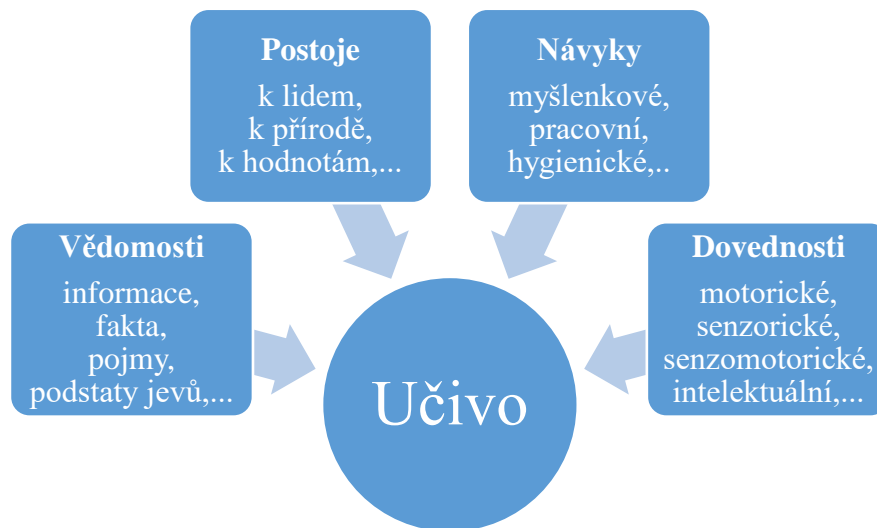 Postoje
k lidem,
k přírodě,
k hodnotám,...
Návyky
myšlenkové,
pracovní,
hygienické,..
Vědomosti
informace,
fakta,
pojmy,
podstaty jevů,...
Dovednosti
motorické,
senzorické,
senzomotorické,
intelektuální,...
Učivo